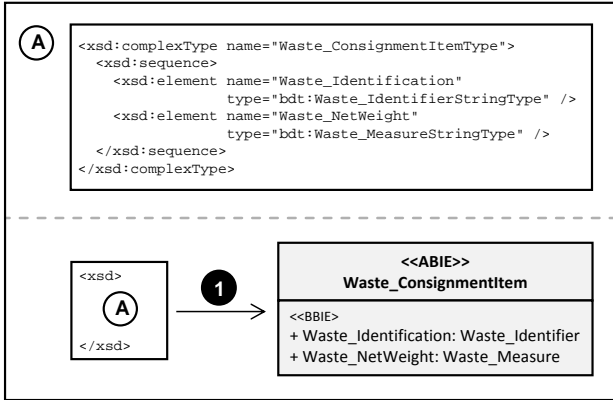 A
<xsd:complexType name="Waste_ConsignmentItemType">
<xsd:sequence>
<xsd:element name="Waste_Identification"
type="bdt:Waste_IdentifierStringType" />
<xsd:element name="Waste_NetWeight"
type="bdt:Waste_MeasureStringType" />
</xsd:sequence>
</xsd:complexType>
<xsd>
A
</xsd>
1
<<ABIE>>
Waste_ConsignmentItem
<<BBIE>
+ Waste_Identification: Waste_Identifier
+ Waste_NetWeight: Waste_Measure